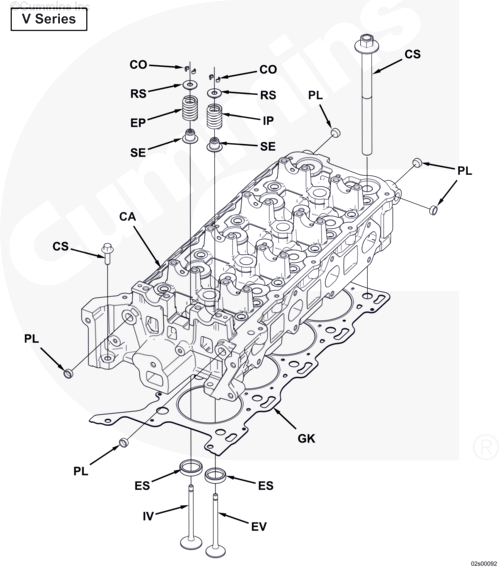 ©Cummins Inc
V Series
CO
CO
CS
RS
RS
PL
EP
IP
SE
SE
PL
CA
CS
PL
GK
PL
ES
ES
IV
EV
Cummins
®
02s00092